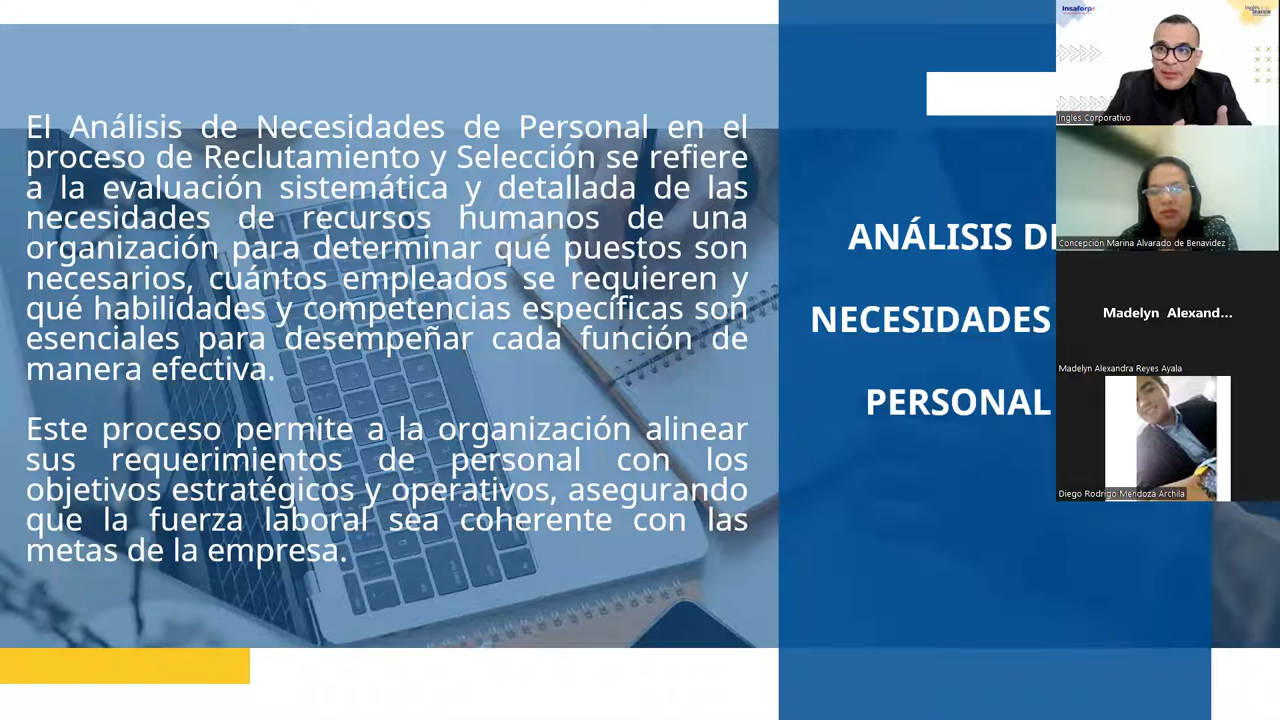 El Análisis de Necesidades de Personal en el
proceso de Reclutamiento y Selección se refiere
a la evaluación sistemática y detallada de las
necesidades de recursos humanos de una
organización para determinar qué puestos son
necesarios, cuántos empleados se requieren y
qué habilidades y competencias específicas son
esenciales para desempeñar cada función de
manera efectiva.
Este proceso permite a la organización alinear
sus requerimientos de personal con los
objetivos estratégicos y operativos, asegurando
que la fuerza laboral sea coherente con las
metas de la empresa.
ANÁLISIS DE
NECESIDADES
PERSONAL
Insaforp
Ingles Corporativo
Concepción Marina Alvarado de Benavidez
Madelyn Alexand...
Madelyn Alexandra Reyes Ayala
Diego Rodrigo Mendoza Archila